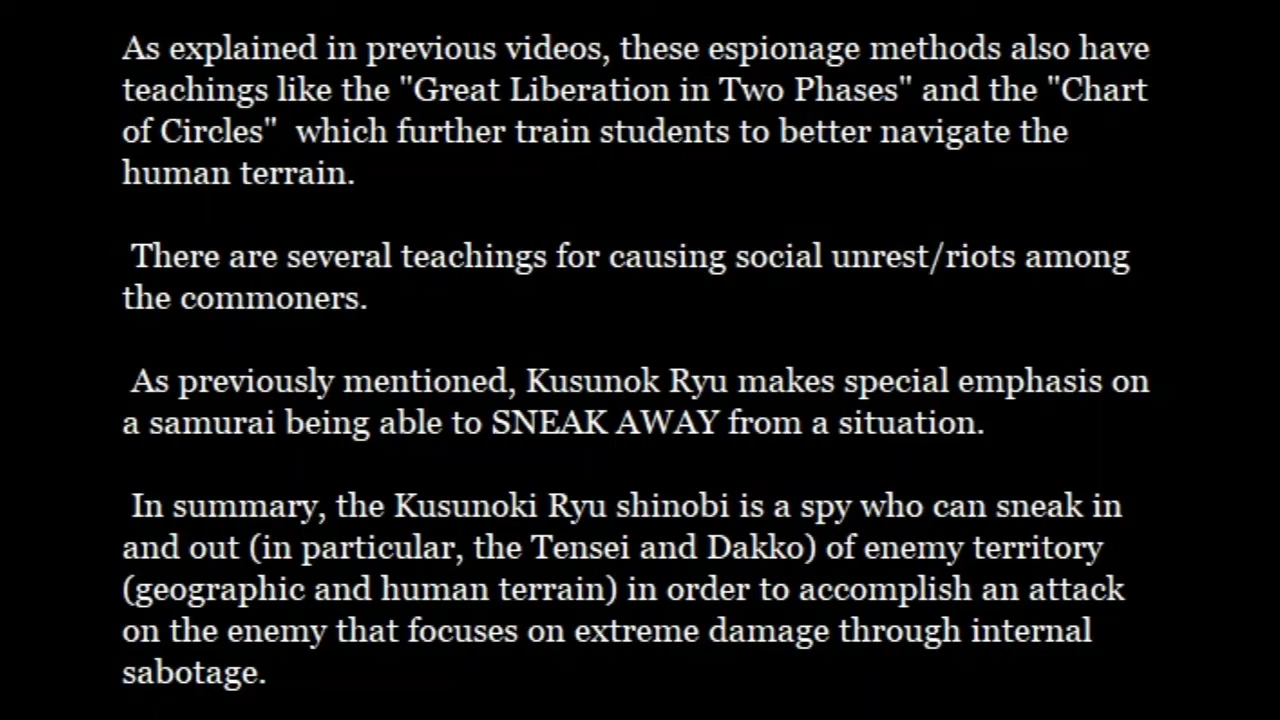 As explained in previous videos, these espionage methods also have
teachings like the "Great Liberation in Two Phases" and the "Chart
of Circles"  which further train students to better navigate the
human terrain.
There are several teachings for causing social unrest/riots among
the commoners.
As previously mentioned, Kusunok Ryu makes special emphasis on
a samurai being able to SNEAK AWAY from a situation.
In summary, the Kusunoki Ryu shinobi is a spy who can sneak in
and out (in particular, the Tensei and Dakko) of enemy territory
(geographic and human terrain) in order to accomplish an attack
on the enemy that focuses on extreme damage through internal
sabotage.